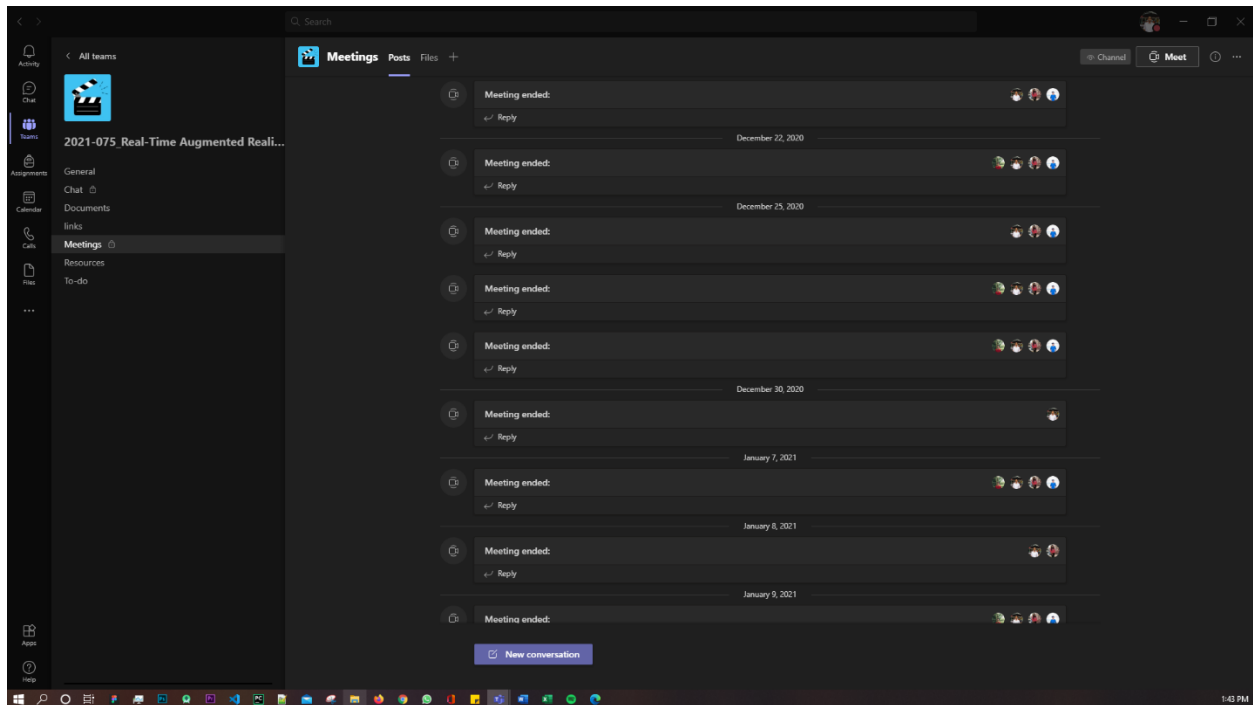 Search
Activity
Chat
Teams
Assignments
Calendar
Calls
Files
Apps
Help
All teams
2021-075_Real-Time Augmented Reali...
General
Chat
Documents
links
Meetings
Resources
To-do
Meetings Posts Files
Channel
Meet
Meeting ended:
Reply
December 22, 2020
Meeting ended:
Reply
December 25, 2020
Meeting ended:
Reply
Meeting ended:
Reply
Meeting ended:
Reply
December 30, 2020
Meeting ended:
Reply
January 7, 2021
Meeting ended:
Reply
January 8, 2021
Meeting ended:
Reply
January 9, 2021
Meeting ended:
New conversation
1:43 PM